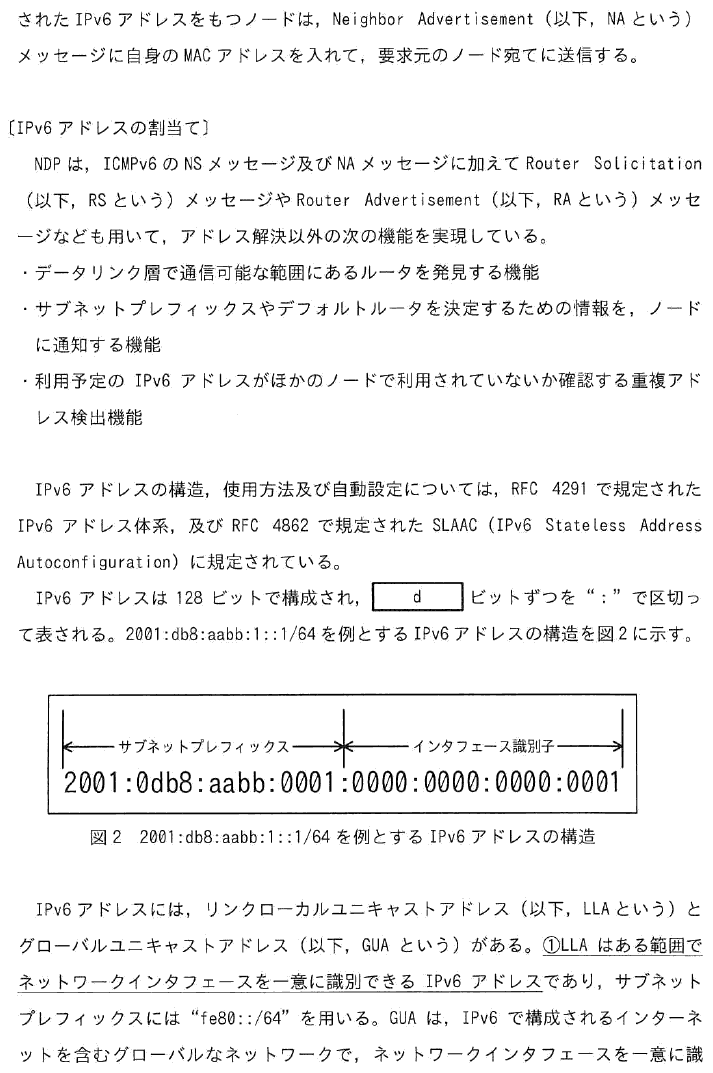 された IPv6 アドレスをもつノードは，Neighbor Advertisement（以下，NA という）
メッセージに自身の MAC アドレスを入れて，要求元のノード宛てに送信する。
〔IPv6 アドレスの割当て〕
NDP は，ICMPv6 の NS メッセージ及び NA メッセージに加えて Router Solicitation
（以下，RS という）メッセージや Router Advertisement（以下，RA という）メッセ
ージなども用いて，アドレス解決以外の次の機能を実現している。
・データリンク層で通信可能な範囲にあるルータを発見する機能
・サブネットプレフィックスやデフォルトルータを決定するための情報を，ノード
に通知する機能
・利用予定の IPv6 アドレスがほかのノードで利用されていないか確認する重複アド
レス検出機能
IPv6 アドレスの構造，使用方法及び自動設定については，RFC 4291 で規定された
IPv6 アドレス体系，及び RFC 4862 で規定された SLAAC（IPv6 Stateless Address
Autoconfiguration）に規定されている。
IPv6 アドレスは 128 ビットで構成され， d ビットずつを“：”で区切っ
て表される。2001:db8:aabb:1::1/64 を例とする IPv6 アドレスの構造を図２に示す。
サブネットプレフィックス インタフェース識別子
2001:0db8:aabb:0001:0000:0000:0000:0001
図２ 2001:db8:aabb:1::1/64 を例とする IPv6 アドレスの構造
IPv6 アドレスには，リンクローカルユニキャストアドレス（以下，LLA という）と
グローバルユニキャストアドレス（以下，GUA という）がある。①LLA はある範囲で
ネットワークインタフェースを一意に識別できる IPv6 アドレスであり，サブネット
プレフィックスには“fe80::/64”を用いる。GUA は，IPv6 で構成されるインターネ
ットを含むグローバルなネットワークで，ネットワークインタフェースを一意に識